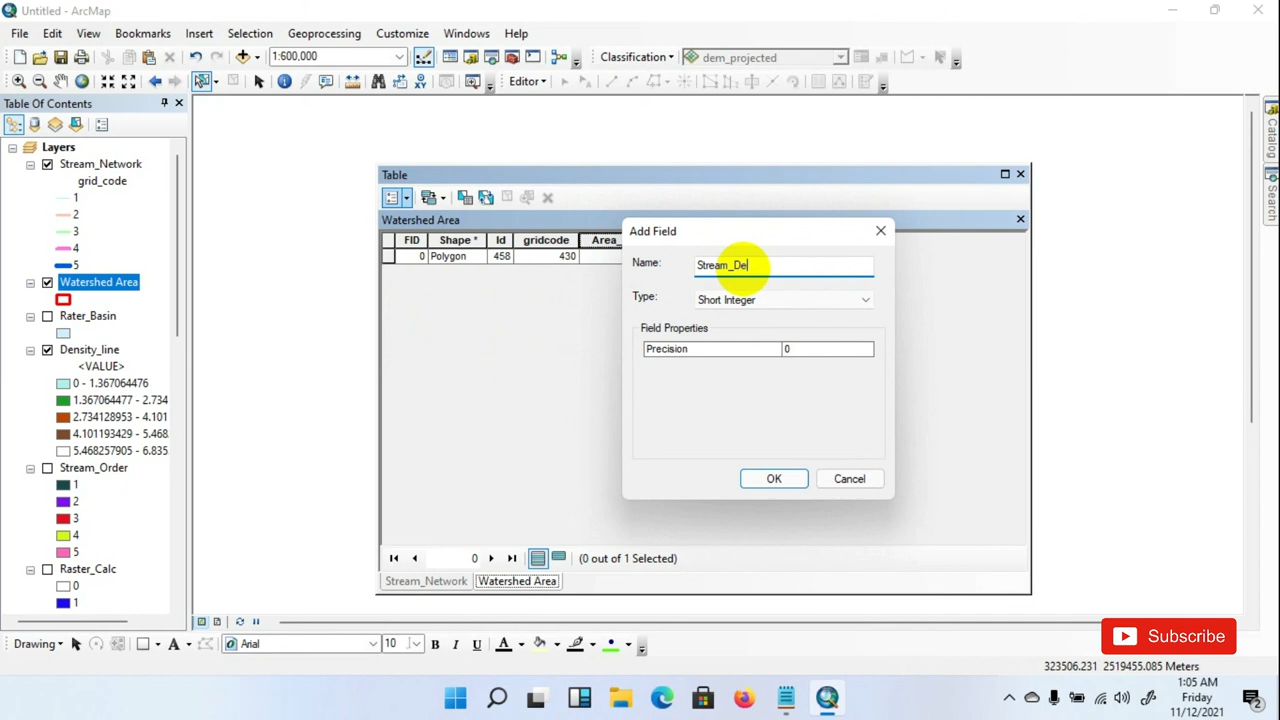 Untitled - ArcMap
File Edit View Bookmarks Insert Selection Geoprocessing Customize Windows Help
1:600,000 Classification dem_projected
Editor
Table Of Contents
Layers
Stream_Network
grid_code
1
2
3
4
5
Watershed Area
Rater_Basin
Density_line
<VALUE>
0 - 1.367064476
1.367064477 - 2.734
2.734128953 - 4.101
4.101193429 - 5.468
5.468257905 - 6.835
Stream_Order
1
2
3
4
5
Raster_Calc
0
1
Table
Watershed Area
FID Shape * Id gridcode Area_
0 Polygon 458 430
Add Field
Name: Stream_De
Type: Short Integer
Field Properties
Precision 0
OK Cancel
0 (0 out of 1 Selected)
Stream_Network Watershed Area
Catalog
Search
Drawing A Arial 10 B I U A
Subscribe
323506.231 2519455.085 Meters
1:05 AM
Friday
11/12/2021
2